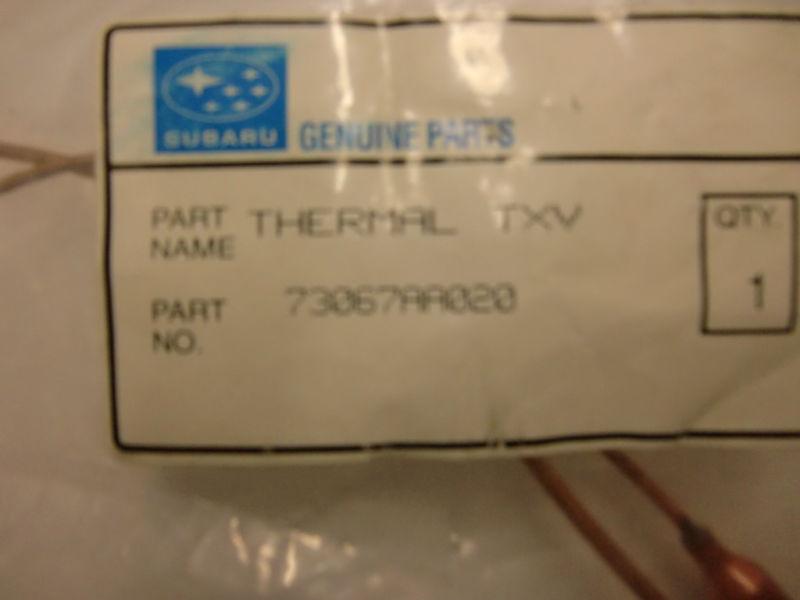 SUBARU GENUINE PARTS
PART NAME THERMAL TXV
QTY.
1
PART NO. 73067AA020